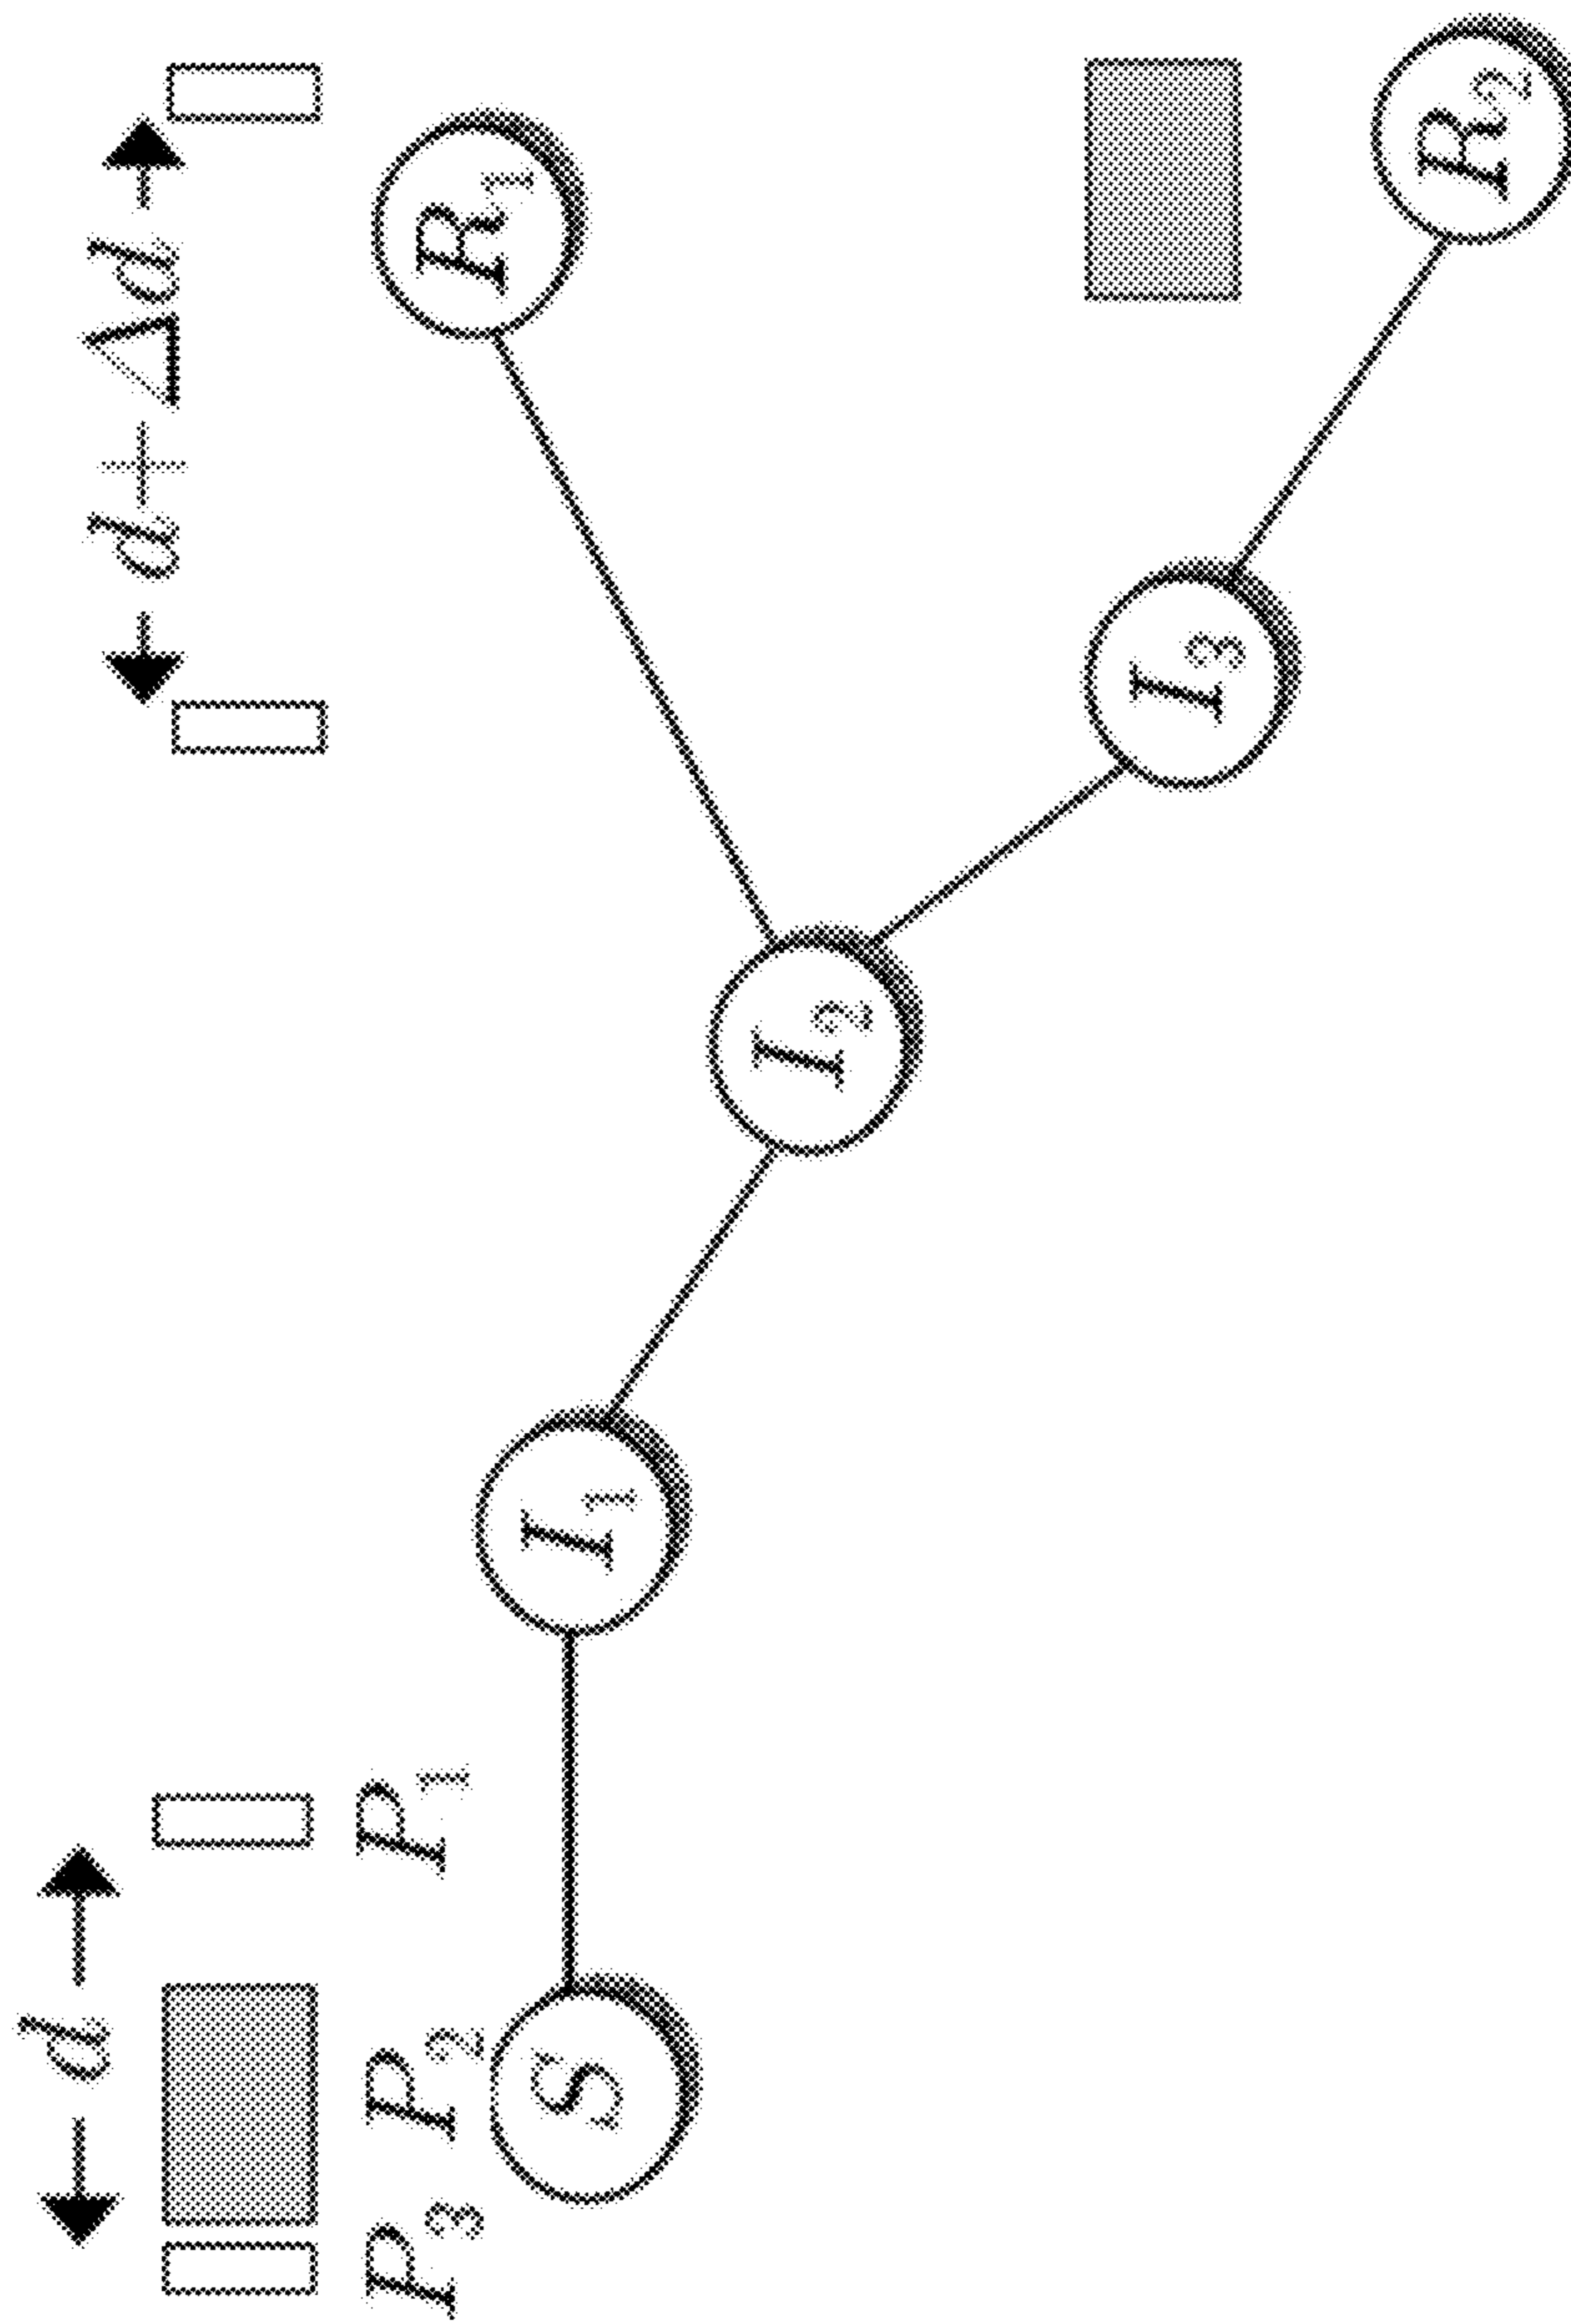 d
d + Δd
P₃ P₂ P₁
R₁
S
I₁
I₂
I₃
R₂